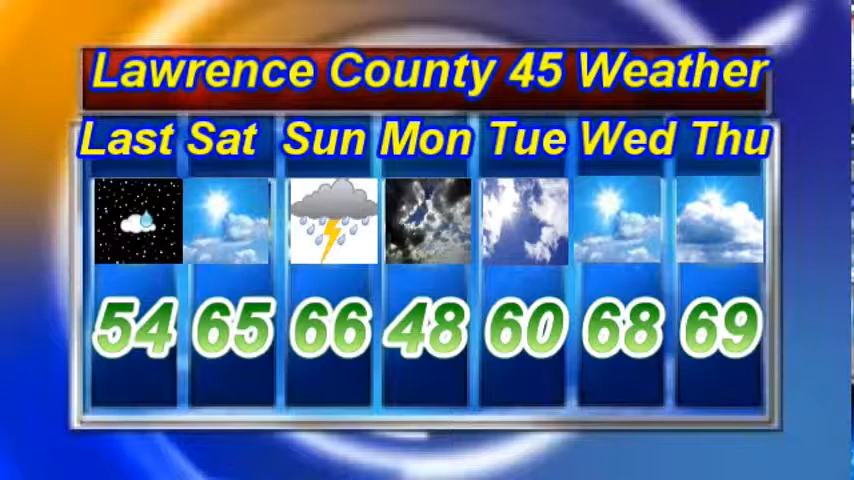 Lawrence County 45 Weather
Last Sat Sun Mon Tue Wed Thu
54 65 66 48 60 68 69